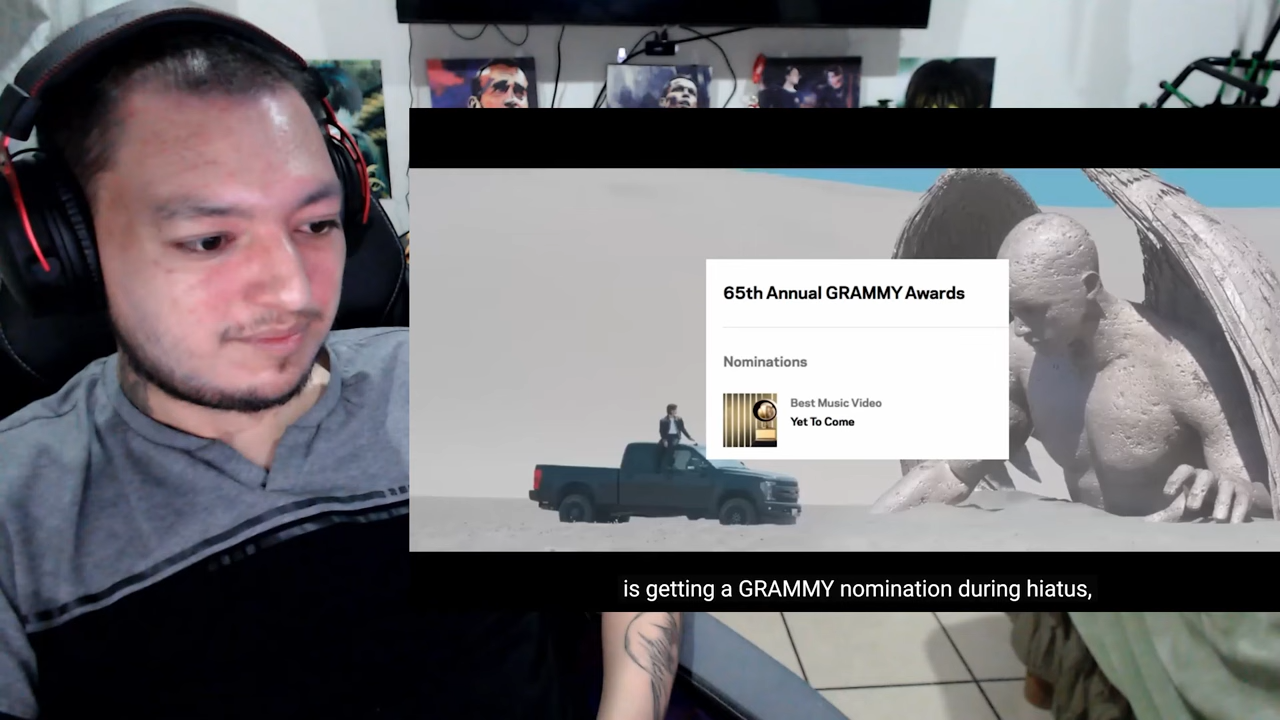 65th Annual GRAMMY Awards
Nominations
Best Music Video
Yet To Come
is getting a GRAMMY nomination during hiatus,